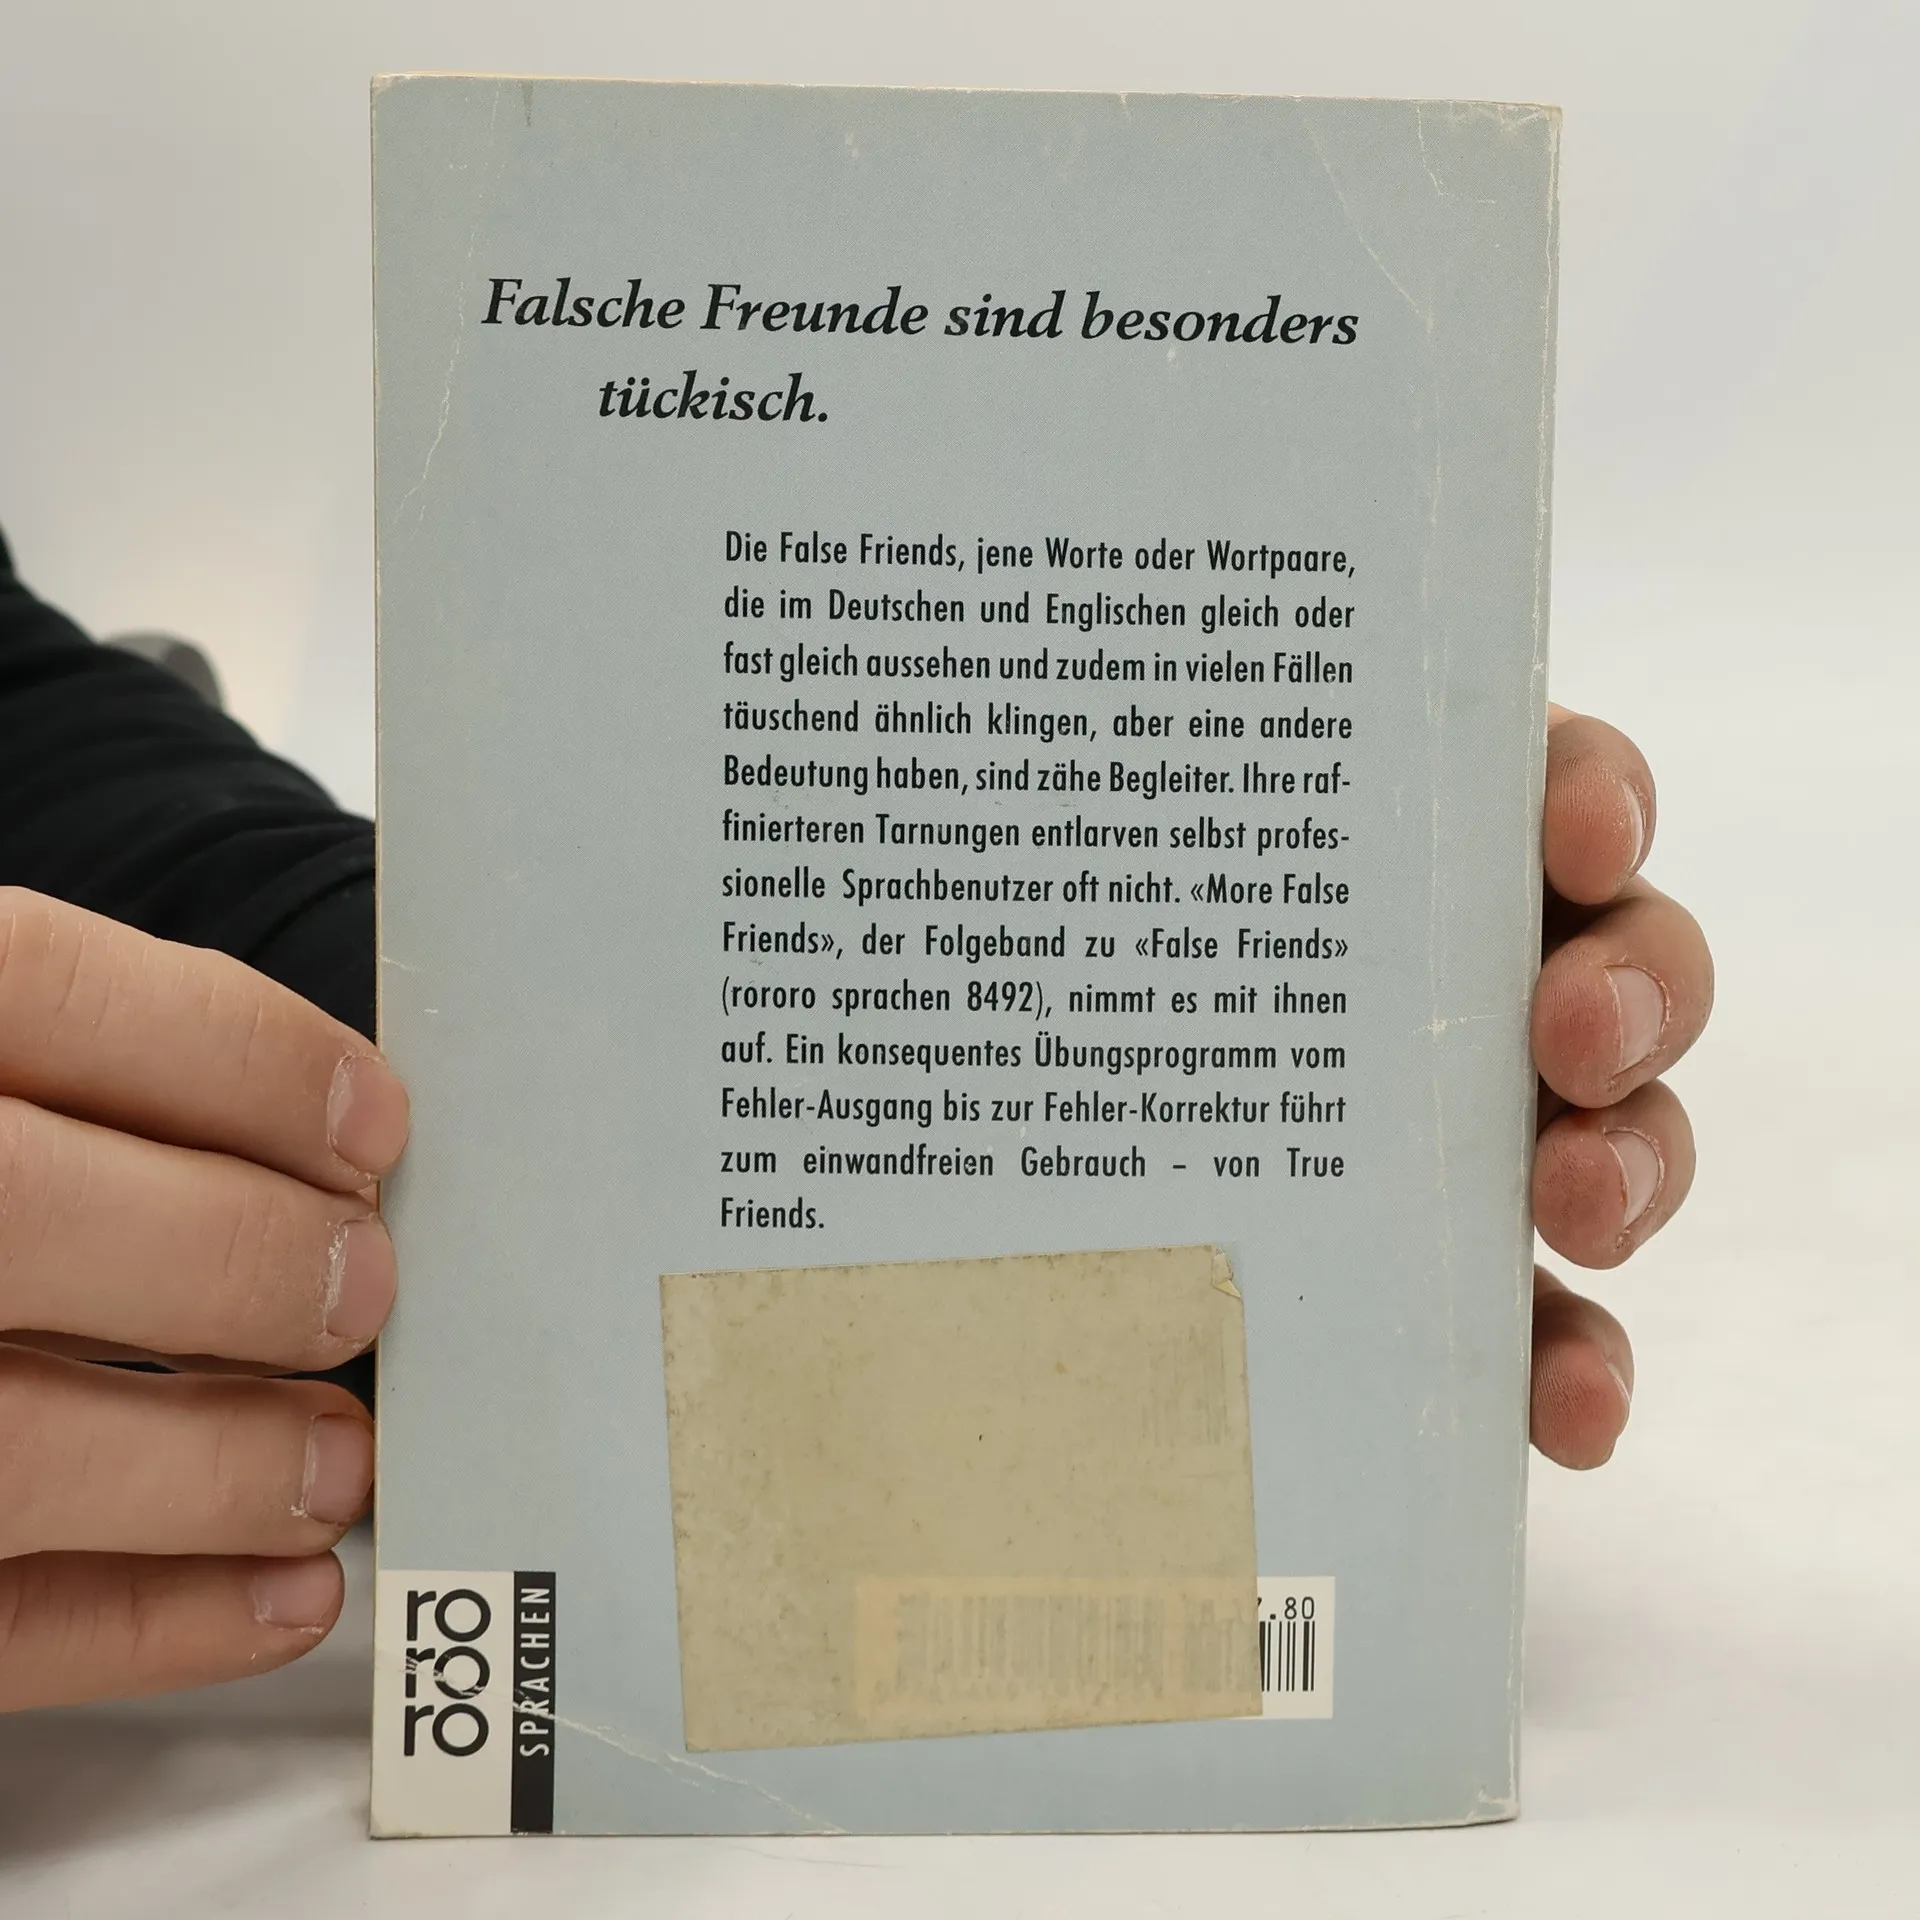 Falsche Freunde sind besonders
tückisch.
Die False Friends, jene Worte oder Wortpaare,
die im Deutschen und Englischen gleich oder
fast gleich aussehen und zudem in vielen Fällen
täuschend ähnlich klingen, aber eine andere
Bedeutung haben, sind zähe Begleiter. Ihre raf-
finierteren Tarnungen entlarven selbst profes-
sionelle Sprachbenutzer oft nicht. «More False
Friends», der Folgeband zu «False Friends»
(rororo sprachen 8492), nimmt es mit ihnen
auf. Ein konsequentes Übungsprogramm vom
Fehler-Ausgang bis zur Fehler-Korrektur führt
zum einwandfreien Gebrauch – von True
Friends.
ro
ro
ro
SPRACHEN
.80